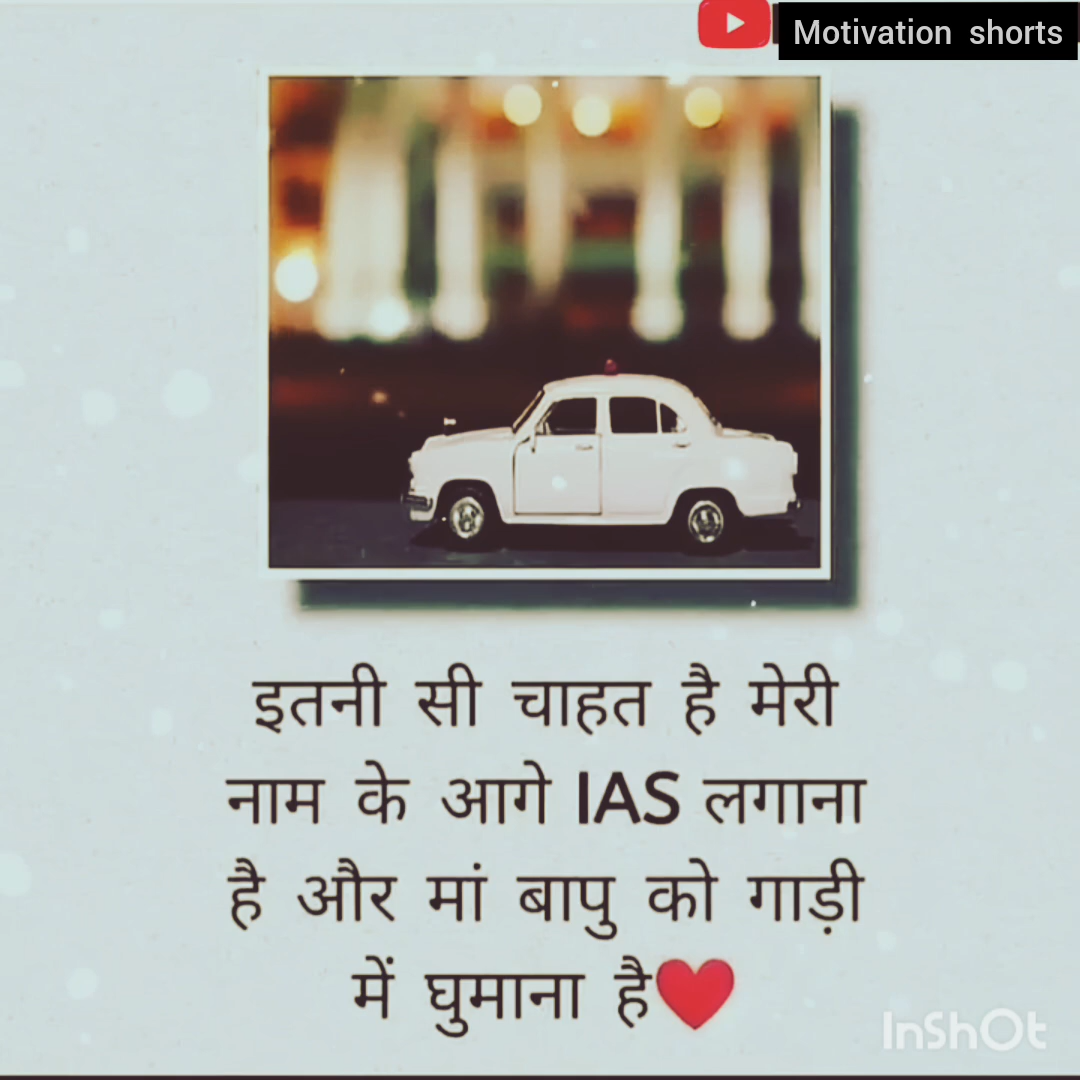 Motivation shorts
इतनी सी चाहत है मेरी
नाम के आगे IAS लगाना
है और मां बापु को गाड़ी
में घुमाना है❤️
InShOt